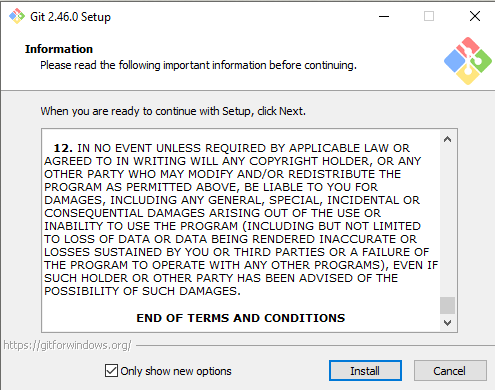 Git 2.46.0 Setup
Information
Please read the following important information before continuing.
When you are ready to continue with Setup, click Next.
12. IN NO EVENT UNLESS REQUIRED BY APPLICABLE LAW OR
AGREED TO IN WRITING WILL ANY COPYRIGHT HOLDER, OR ANY
OTHER PARTY WHO MAY MODIFY AND/OR REDISTRIBUTE THE
PROGRAM AS PERMITTED ABOVE, BE LIABLE TO YOU FOR
DAMAGES, INCLUDING ANY GENERAL, SPECIAL, INCIDENTAL OR
CONSEQUENTIAL DAMAGES ARISING OUT OF THE USE OR
INABILITY TO USE THE PROGRAM (INCLUDING BUT NOT LIMITED
TO LOSS OF DATA OR DATA BEING RENDERED INACCURATE OR
LOSSES SUSTAINED BY YOU OR THIRD PARTIES OR A FAILURE OF
THE PROGRAM TO OPERATE WITH ANY OTHER PROGRAMS), EVEN IF
SUCH HOLDER OR OTHER PARTY HAS BEEN ADVISED OF THE
POSSIBILITY OF SUCH DAMAGES.
END OF TERMS AND CONDITIONS
https://gitforwindows.org/
Only show new options
Install
Cancel